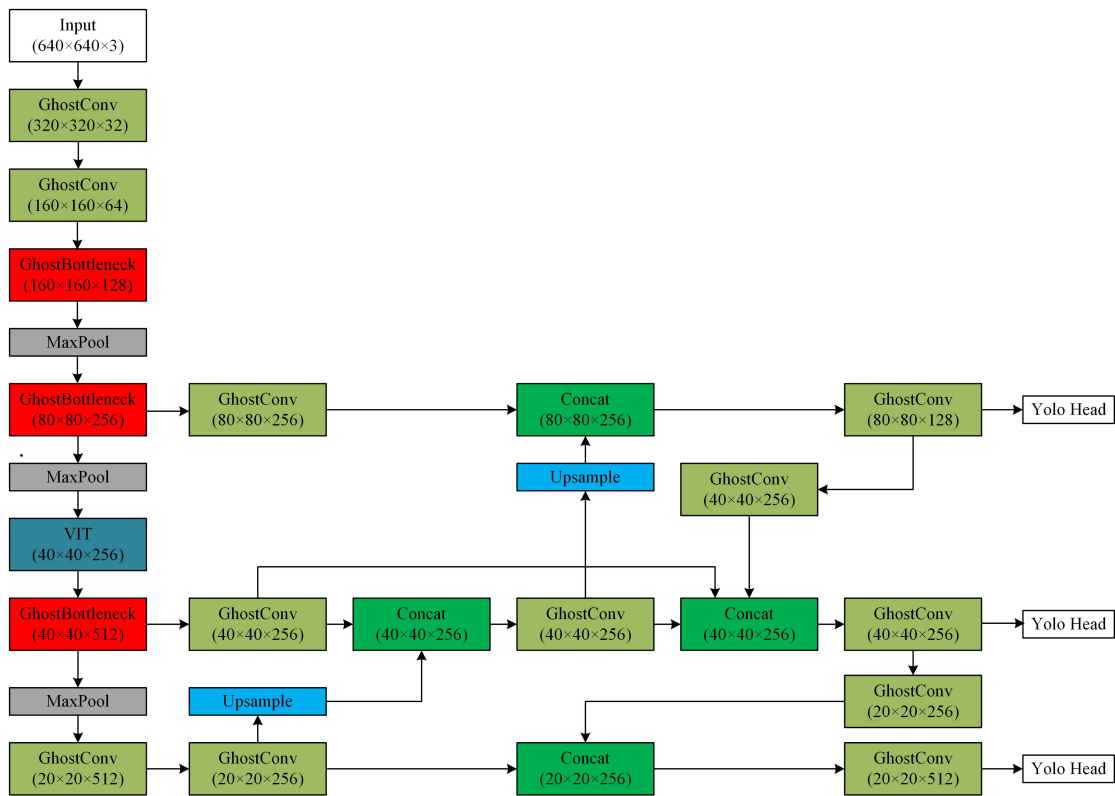 Input
(640×640×3)
GhostConv
(320×320×32)
GhostConv
(160×160×64)
GhostBottleneck
(160×160×128)
MaxPool
GhostBottleneck
(80×80×256)
GhostConv
(80×80×256)
Concat
(80×80×256)
GhostConv
(80×80×128)
Yolo Head
MaxPool
Upsample
GhostConv
(40×40×256)
VIT
(40×40×256)
GhostBottleneck
(40×40×512)
GhostConv
(40×40×256)
Concat
(40×40×256)
GhostConv
(40×40×256)
Concat
(40×40×256)
GhostConv
(40×40×256)
Yolo Head
MaxPool
Upsample
GhostConv
(20×20×256)
GhostConv
(20×20×512)
GhostConv
(20×20×256)
Concat
(20×20×256)
GhostConv
(20×20×512)
Yolo Head